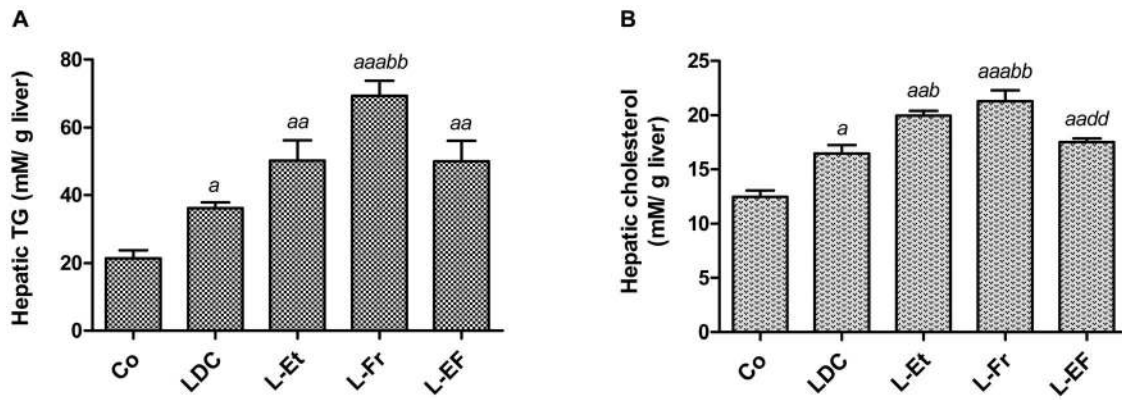 A
Hepatic TG (mM/ g liver)
80
60
40
20
0
a
aa
aaabb
aa
Co
LDC
L-Et
L-Fr
L-EF
B
Hepatic cholesterol
(mM/ g liver)
25
20
15
10
5
0
a
aab
aaabb
aadd
Co
LDC
L-Et
L-Fr
L-EF